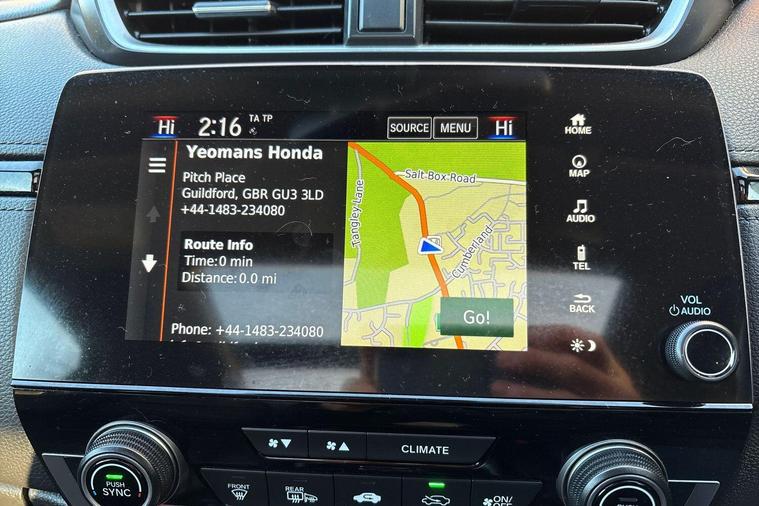 Hi 2:16 TA TP SOURCE MENU Hi
Yeomans Honda
Pitch Place
Guildford, GBR GU3 3LD
+44-1483-234080
Route Info
Time: 0 min
Distance: 0.0 mi
Phone: +44-1483-234080
Salt Box Road
Tangley Lane
Cumberland
Go!
HOME
MAP
AUDIO
TEL
BACK
VOL
AUDIO
CLIMATE
PUSH
SYNC
FRONT
REAR
ON/
OFF
PUSH